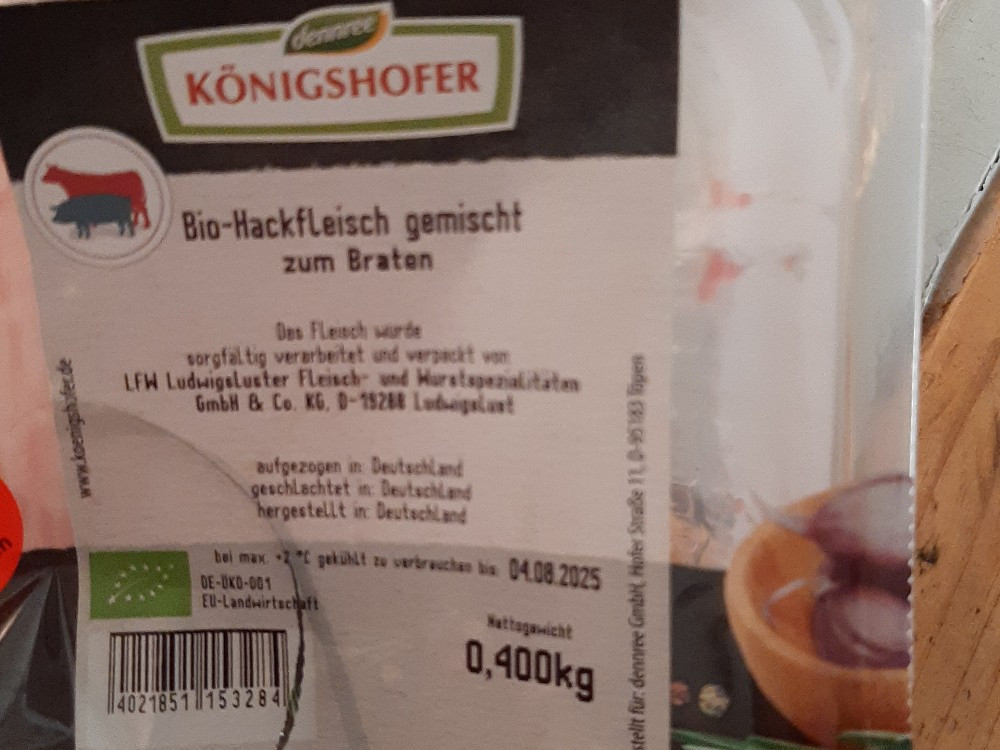 dennree
KÖNIGSHOFER
Bio-Hackfleisch gemischt
zum Braten
Das Fleisch wurde
sorgfältig verarbeitet und verpackt von:
LFW Ludwigsluster Fleisch- und Wurstspezialitäten
GmbH & Co. KG, D-19288 Ludwigslust
aufgezogen in: Deutschland
geschlachtet in: Deutschland
hergestellt in: Deutschland
bei max. +2 °C gekühlt zu verbrauchen bis: 04.08.2025
DE-ÖKO-001
EU-Landwirtschaft
Nettogewicht
0,400kg
4021851 153284
www.koenigshofer.de
stellt für: dennree GmbH, Hofer Straße 11, D-95183 Töpen